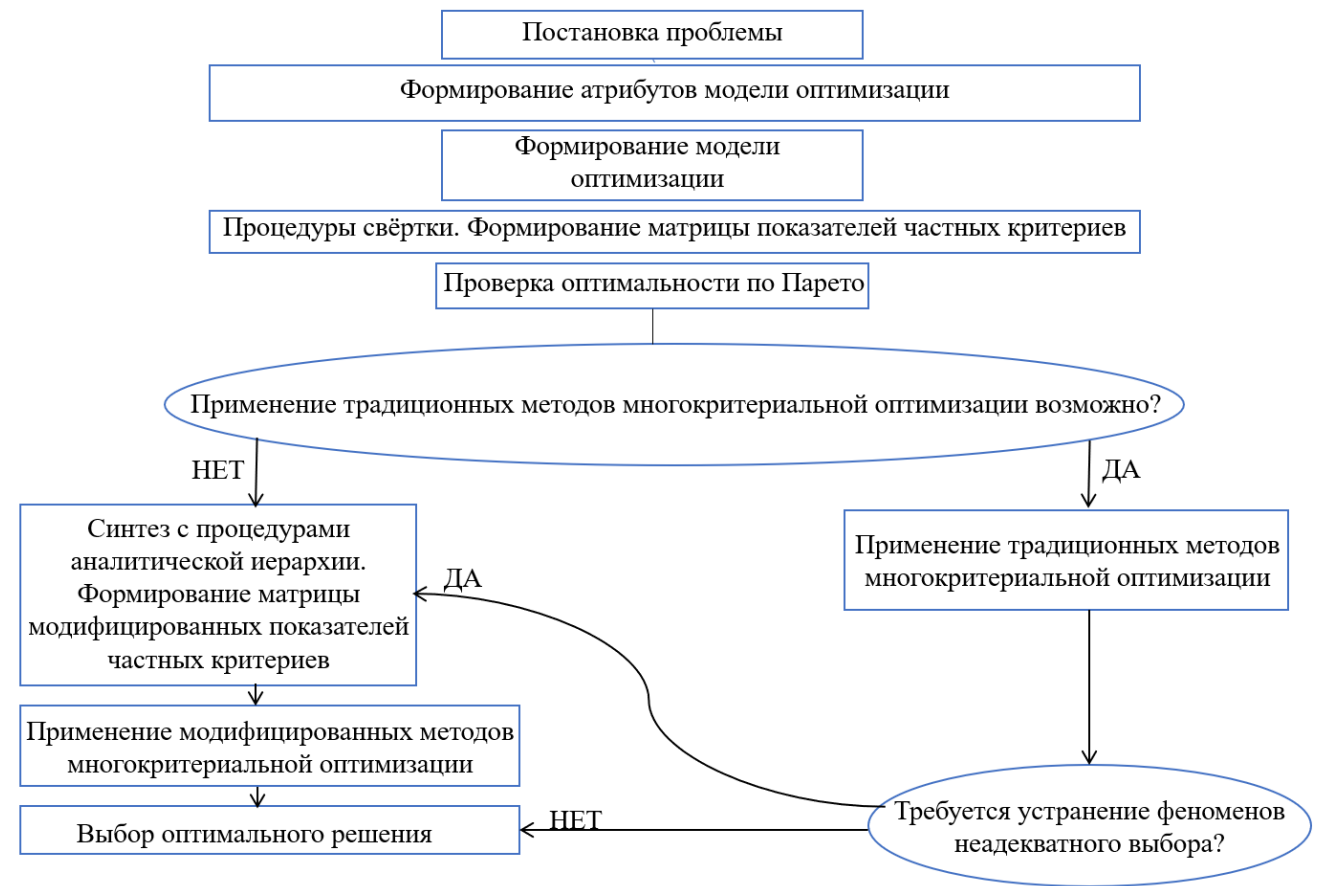 Постановка проблемы
Формирование атрибутов модели оптимизации
Формирование модели
оптимизации
Процедуры свёртки. Формирование матрицы показателей частных критериев
Проверка оптимальности по Парето
Применение традиционных методов многокритериальной оптимизации возможно?
НЕТ
ДА
Синтез с процедурами
аналитической иерархии.
Формирование матрицы
модифицированных показателей
частных критериев
Применение традиционных методов
многокритериальной оптимизации
ДА
Применение модифицированных методов
многокритериальной оптимизации
Выбор оптимального решения
НЕТ
Требуется устранение феноменов
неадекватного выбора?